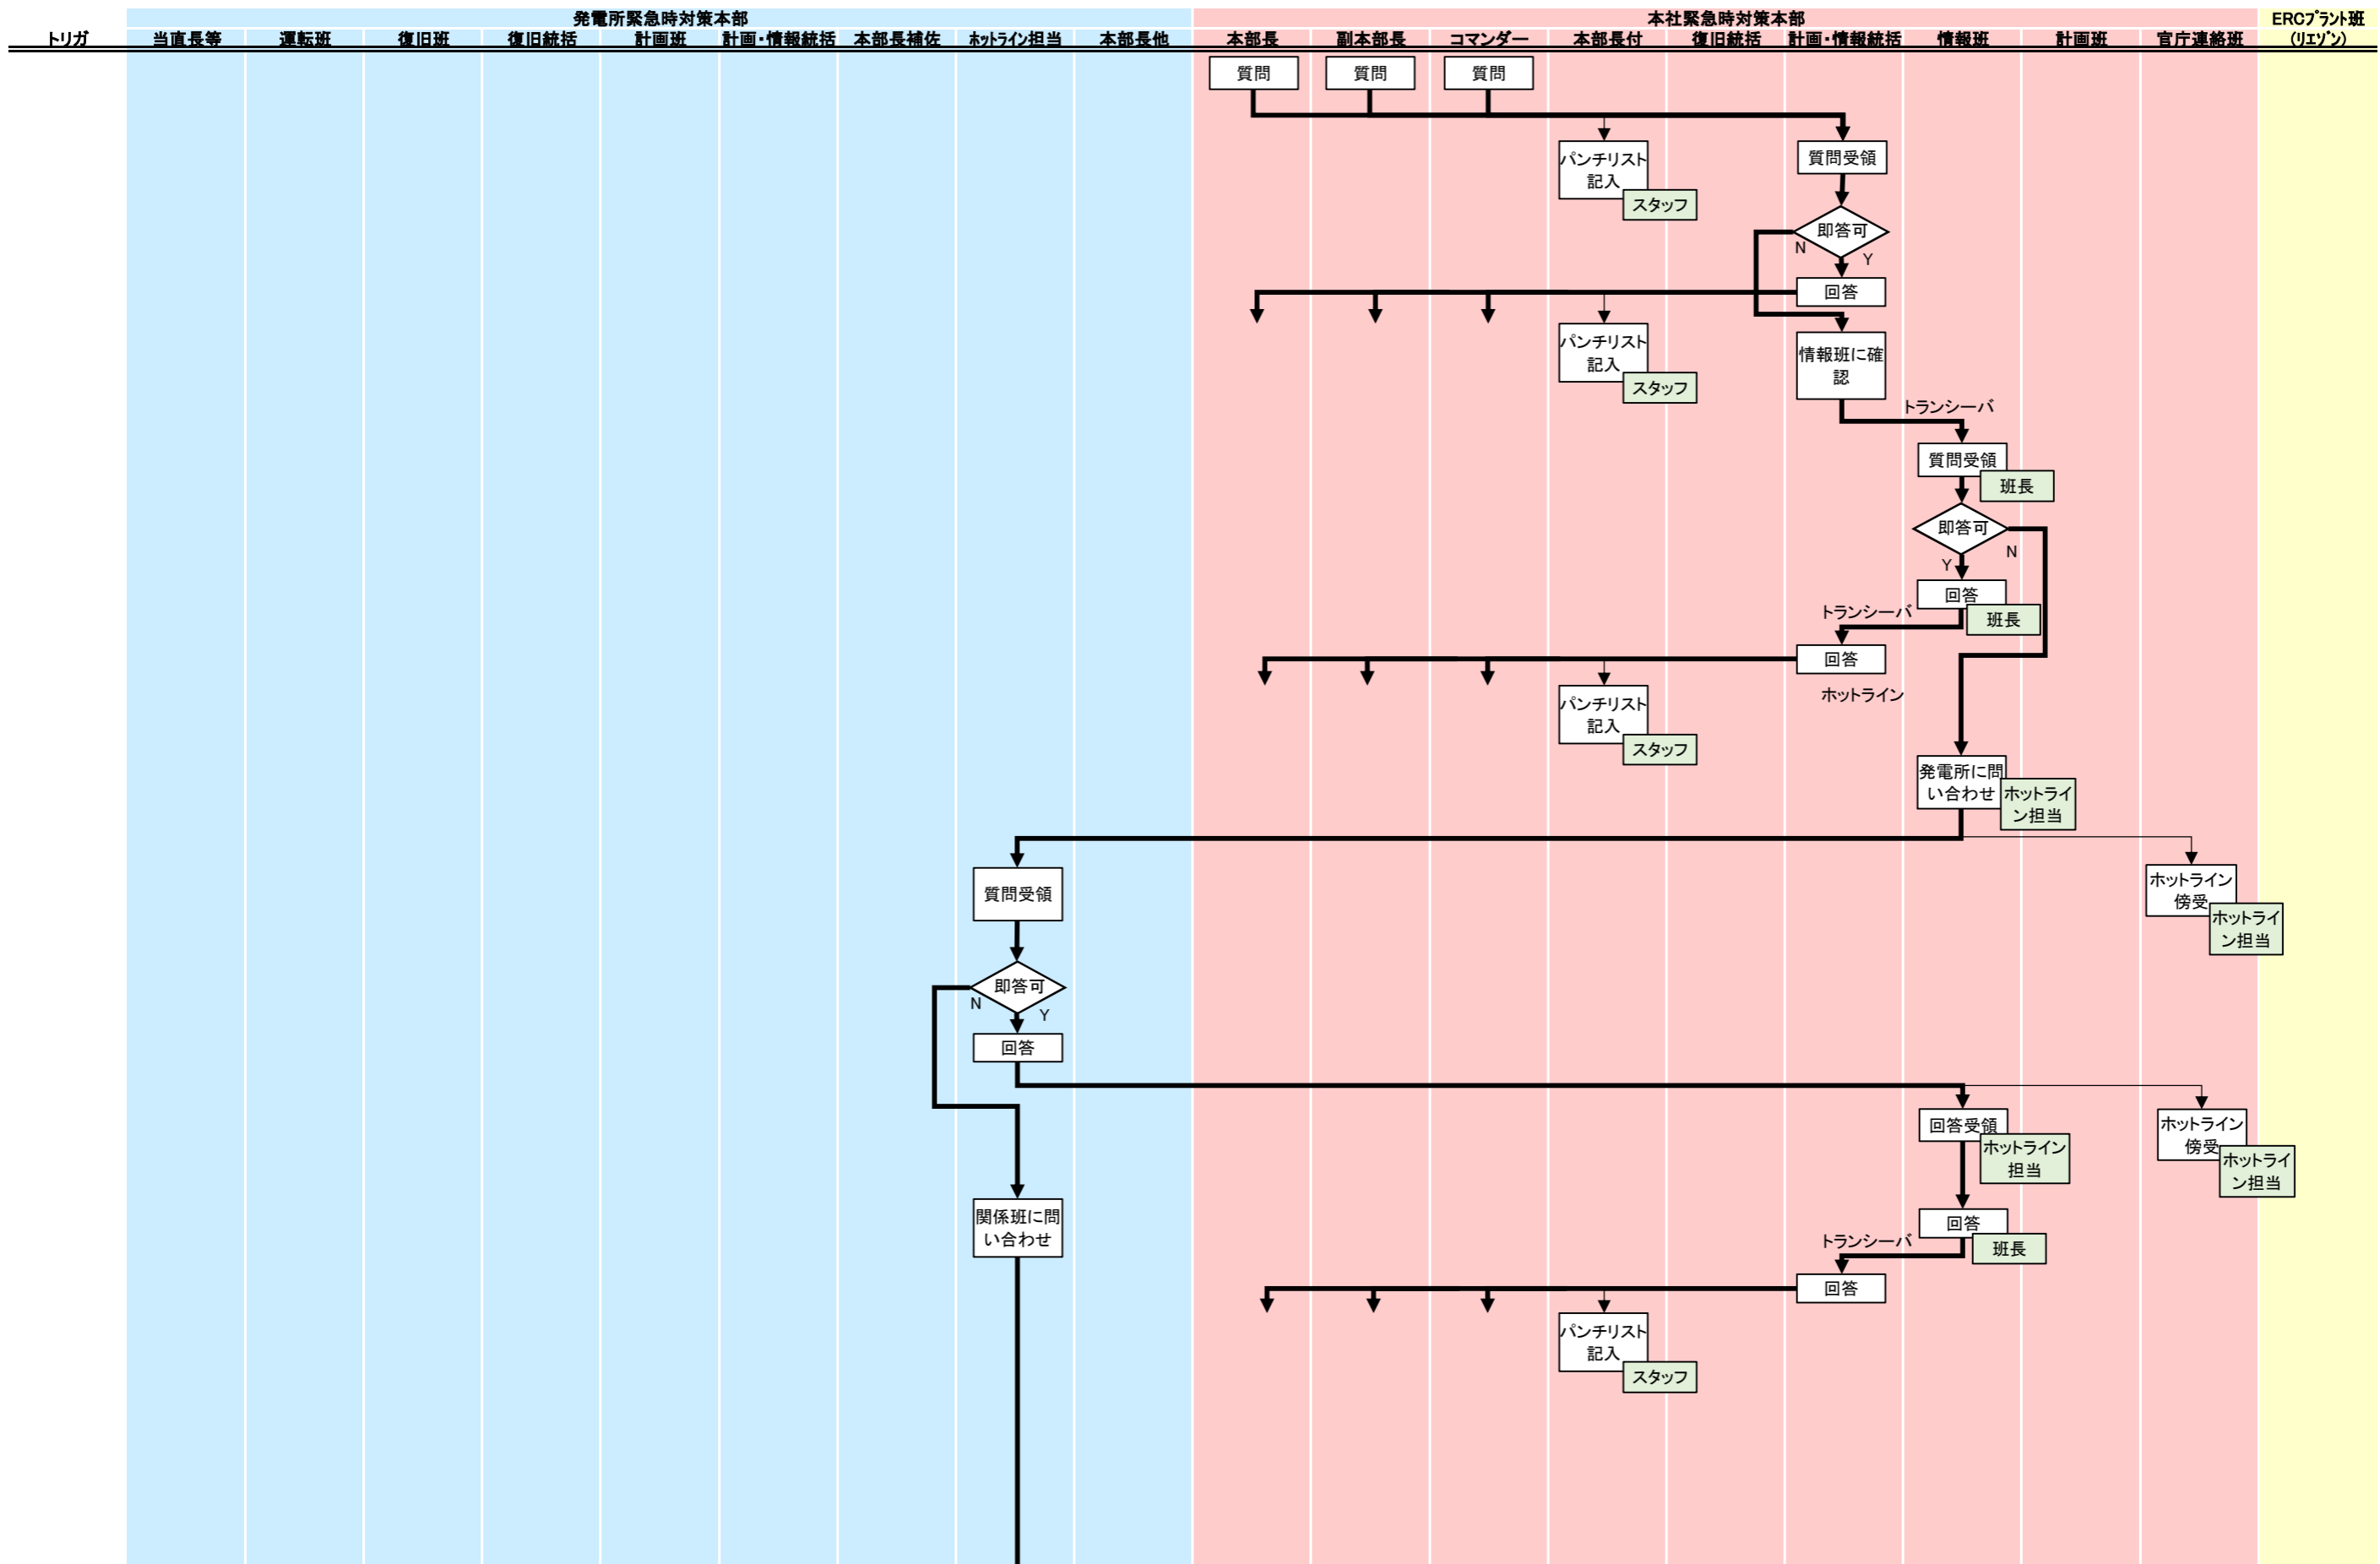 発電所緊急時対策本部
本社緊急時対策本部
ERCﾌﾟﾗﾝﾄ班
トリガ
当直長等
運転班
復旧班
復旧統括
計画班
計画・情報統括
本部長補佐
ﾎｯﾄﾗｲﾝ担当
本部長他
本部長
副本部長
コマンダー
本部長付
復旧統括
計画・情報統括
情報班
計画班
官庁連絡班
(ﾘｴｿﾞﾝ)
質問
質問
質問
パンチリスト
記入
スタッフ
質問受領
即答可
N
Y
回答
パンチリスト
記入
スタッフ
情報班に確
認
トランシーバ
質問受領
班長
即答可
N
Y
回答
班長
トランシーバ
回答
ホットライン
パンチリスト
記入
スタッフ
発電所に問
い合わせ
ホットライ
ン担当
質問受領
ホットライン
傍受
ホットライ
ン担当
即答可
N
Y
回答
回答受領
ホットライン
担当
ホットライン
傍受
ホットライ
ン担当
関係班に問
い合わせ
回答
班長
トランシーバ
回答
パンチリスト
記入
スタッフ